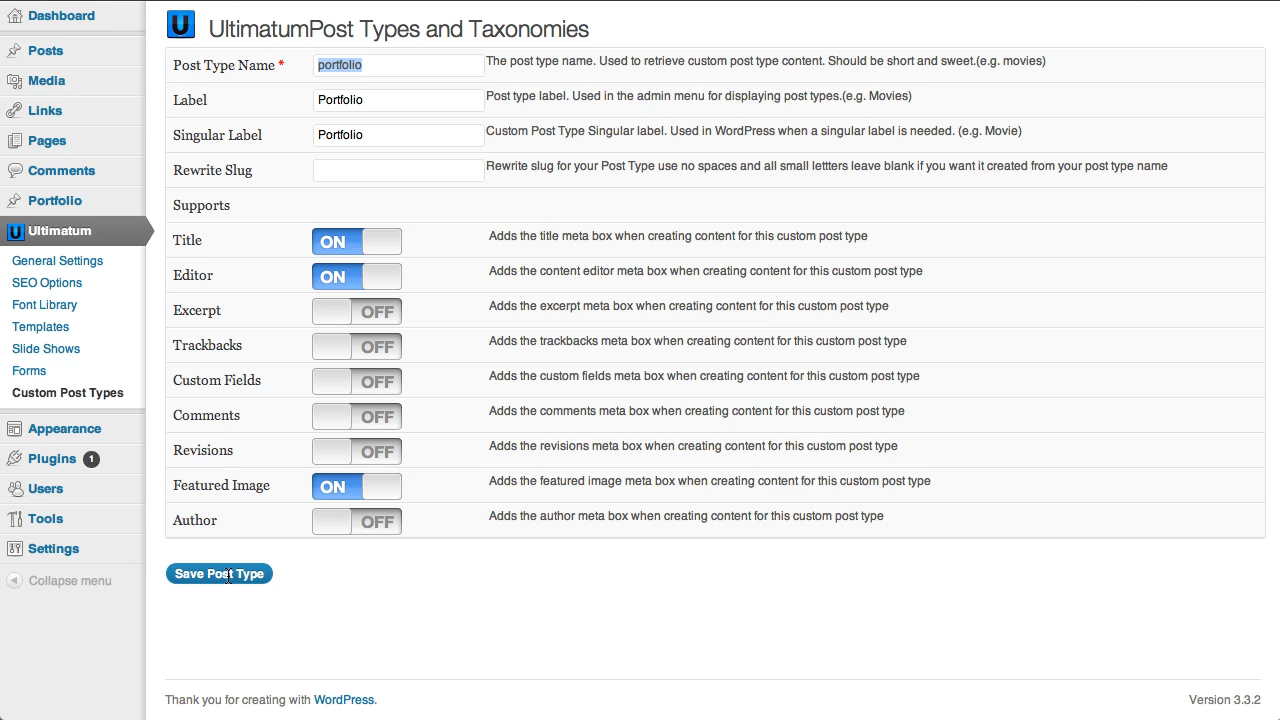 Dashboard
Posts
Media
Links
Pages
Comments
Portfolio
Ultimatum
General Settings
SEO Options
Font Library
Templates
Slide Shows
Forms
Custom Post Types
Appearance
Plugins 1
Users
Tools
Settings
Collapse menu
U UltimatumPost Types and Taxonomies
Post Type Name * portfolio The post type name. Used to retrieve custom post type content. Should be short and sweet.(e.g. movies)
Label Portfolio Post type label. Used in the admin menu for displaying post types.(e.g. Movies)
Singular Label Portfolio Custom Post Type Singular label. Used in WordPress when a singular label is needed. (e.g. Movie)
Rewrite Slug Rewrite slug for your Post Type use no spaces and all small lettters leave blank if you want it created from your post type name
Supports
Title ON Adds the title meta box when creating content for this custom post type
Editor ON Adds the content editor meta box when creating content for this custom post type
Excerpt OFF Adds the excerpt meta box when creating content for this custom post type
Trackbacks OFF Adds the trackbacks meta box when creating content for this custom post type
Custom Fields OFF Adds the custom fields meta box when creating content for this custom post type
Comments OFF Adds the comments meta box when creating content for this custom post type
Revisions OFF Adds the revisions meta box when creating content for this custom post type
Featured Image ON Adds the featured image meta box when creating content for this custom post type
Author OFF Adds the author meta box when creating content for this custom post type
Save Post Type
Thank you for creating with WordPress. Version 3.3.2